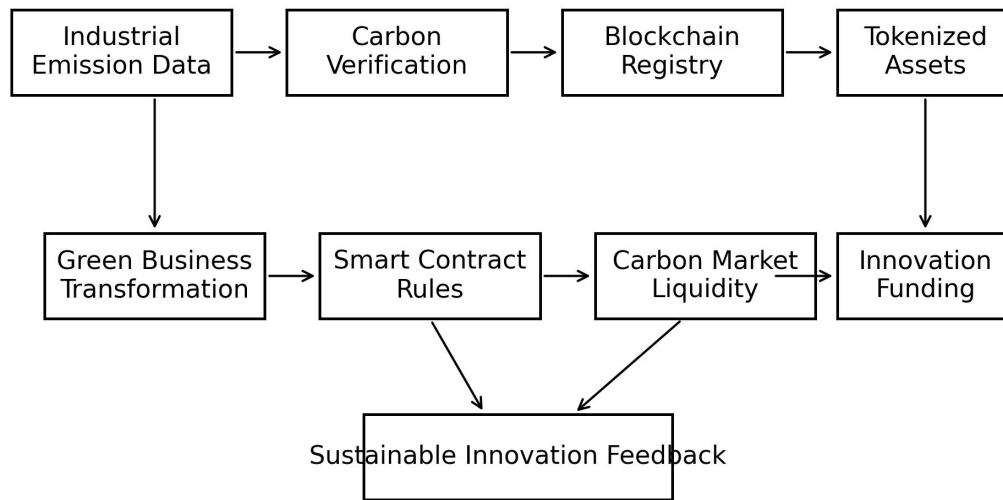 Industrial
Emission Data
Carbon
Verification
Blockchain
Registry
Tokenized
Assets
Green Business
Transformation
Smart Contract
Rules
Carbon Market
Liquidity
Innovation
Funding
Sustainable Innovation Feedback